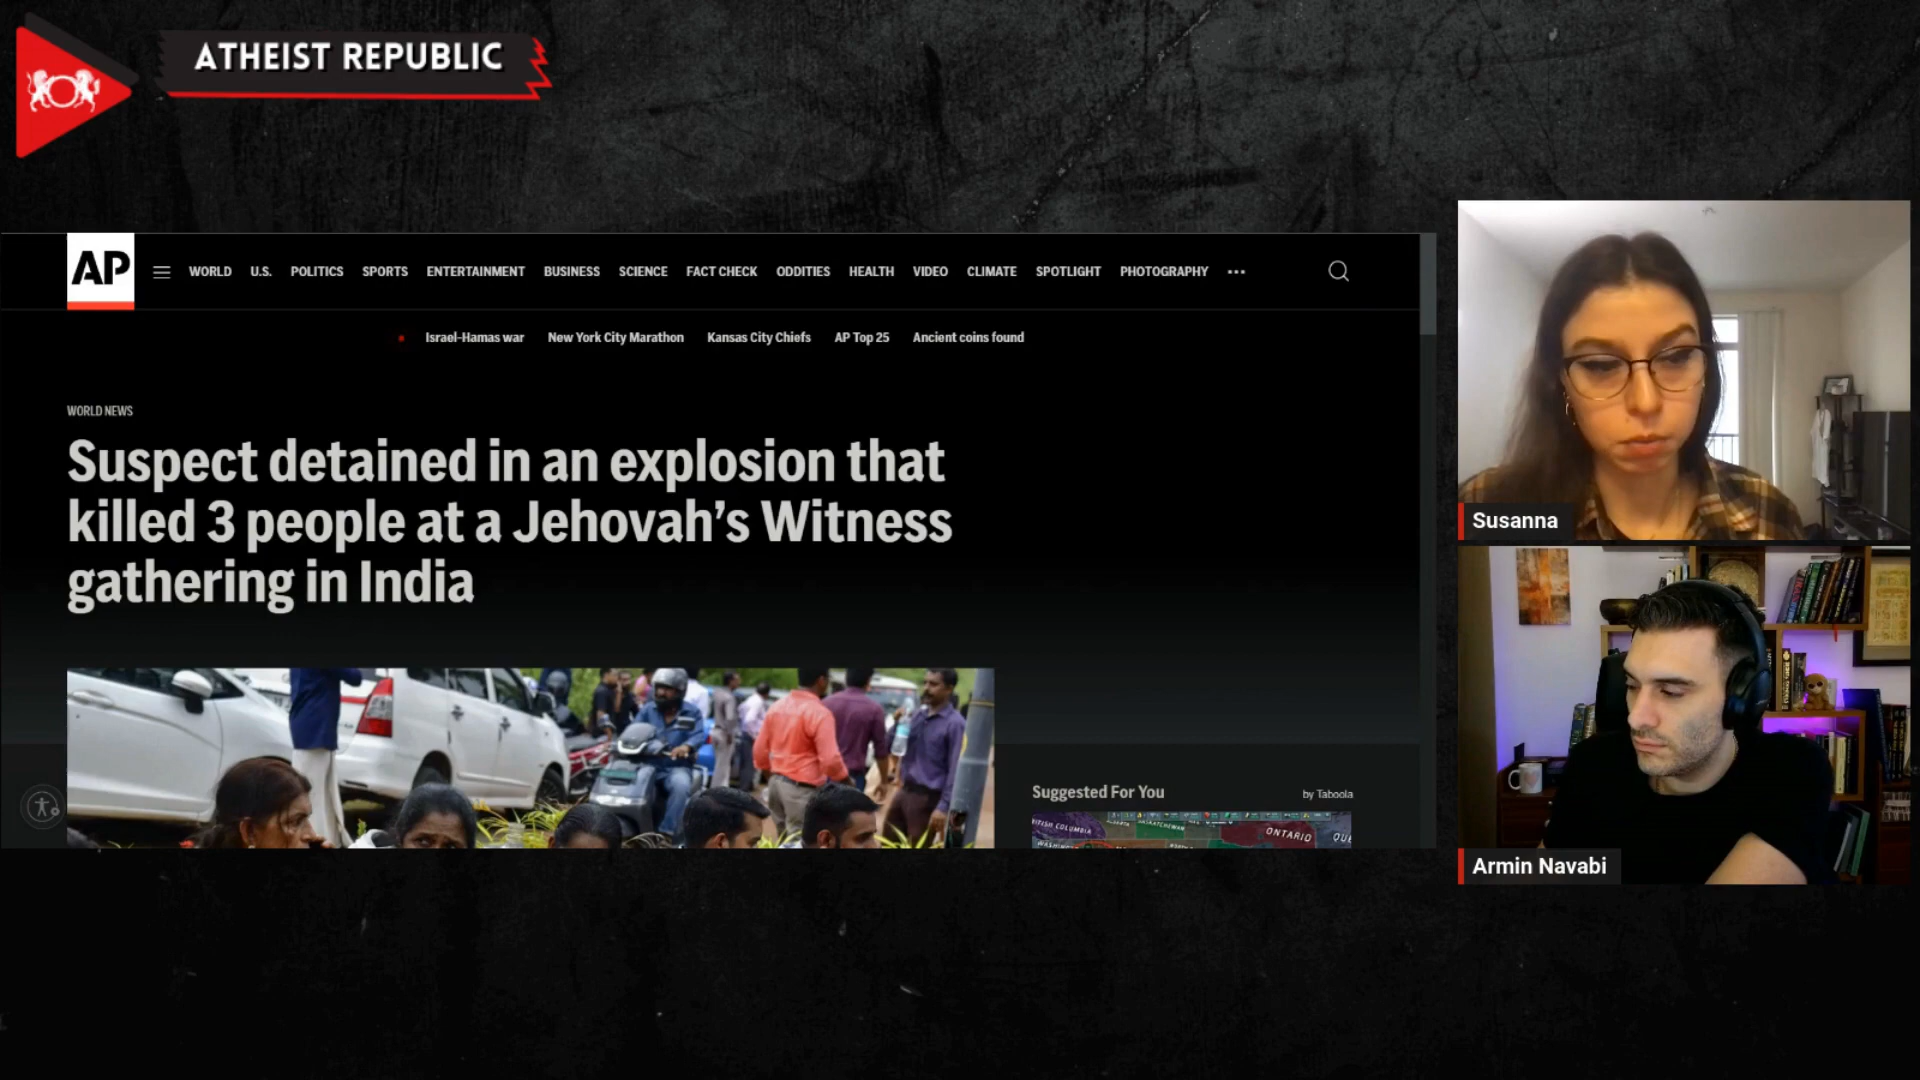 ATHEIST REPUBLIC
AP
WORLD U.S. POLITICS SPORTS ENTERTAINMENT BUSINESS SCIENCE FACT CHECK ODDITIES HEALTH VIDEO CLIMATE SPOTLIGHT PHOTOGRAPHY
Israel-Hamas war New York City Marathon Kansas City Chiefs AP Top 25 Ancient coins found
WORLD NEWS
Suspect detained in an explosion that
killed 3 people at a Jehovah's Witness
gathering in India
Suggested For You by Taboola
ONTARIO
Susanna
Armin Navabi